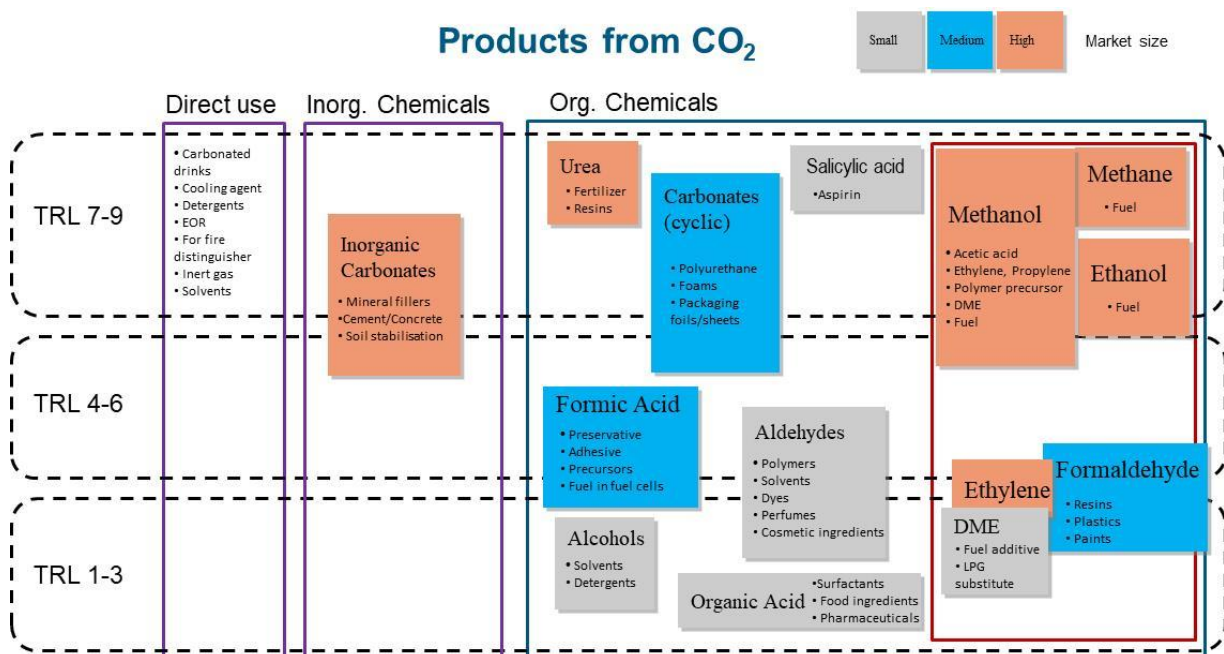 Products from CO₂
Small
Medium
High
Market size
Direct use
Inorg. Chemicals
Org. Chemicals
TRL 7-9
• Carbonated
drinks
• Cooling agent
• Detergents
• EOR
• For fire
distinguisher
• Inert gas
• Solvents
Inorganic
Carbonates
• Mineral fillers
•Cement/Concrete
• Soil stabilisation
Urea
• Fertilizer
• Resins
Carbonates
(cyclic)
• Polyurethane
• Foams
• Packaging
foils/sheets
Salicylic acid
•Aspirin
Methanol
• Acetic acid
• Ethylene, Propylene
• Polymer precursor
• DME
• Fuel
Methane
• Fuel
Ethanol
• Fuel
TRL 4-6
Formic Acid
• Preservative
• Adhesive
• Precursors
• Fuel in fuel cells
Aldehydes
• Polymers
• Solvents
• Dyes
• Perfumes
• Cosmetic ingredients
Ethylene
Formaldehyde
• Resins
• Plastics
• Paints
TRL 1-3
Alcohols
• Solvents
• Detergents
Organic Acid
•Surfactants
• Food ingredients
• Pharmaceuticals
DME
• Fuel additive
• LPG
substitute